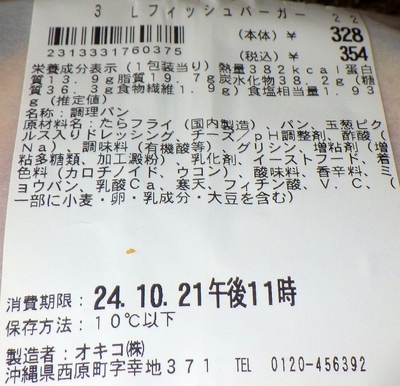 3 Lフィッシュバーガー 22
(本体)¥ 328
2313331760375
(税込)¥ 354
栄養成分表示(1包装当り)熱量382kcal蛋白
質13.9g脂質19.7g炭水化物38.2g(糖
質36.3g食物繊維1.9g)食塩相当量1.93
g(推定値)
名称:調理パン
原材料名:たらフライ(国内製造)、パン、玉葱ピク
ルス入りドレッシング、チーズ/pH調整剤、酢酸(
Na)、調味料(有機酸等)、グリシン、増粘剤(増
粘多糖類、加工澱粉)、乳化剤、イーストフード、着
色料(カロチノイド、ウコン)、酸味料、香辛料、ミ
ョウバン、乳酸Ca、寒天、フィチン酸、V.C、(
一部に小麦・卵・乳成分・大豆を含む)
消費期限:24.10.21午後11時
保存方法:10℃以下
製造者:オキコ㈱
沖縄県西原町字幸地371 TEL 0120-456392